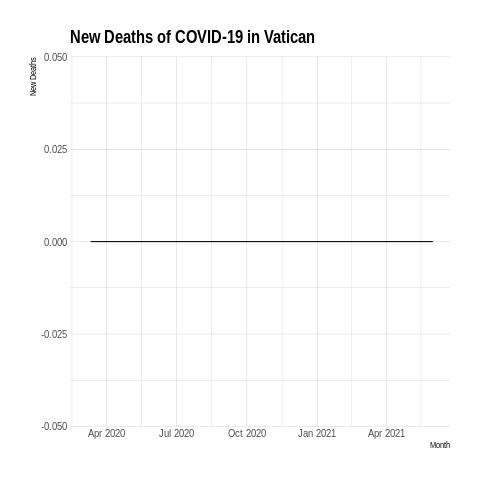 New Deaths of COVID-19 in Vatican
New Deaths
0.050
0.025
0.000
-0.025
-0.050
Apr 2020
Jul 2020
Oct 2020
Jan 2021
Apr 2021
Month